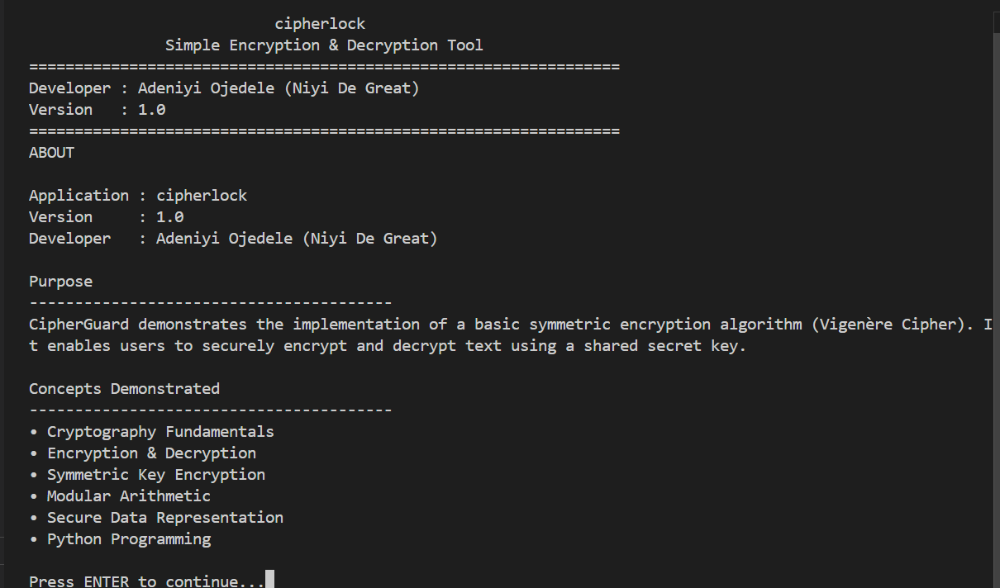 cipherlock
Simple Encryption & Decryption Tool
=================================================================
Developer : Adeniyi Ojedele (Niyi De Great)
Version   : 1.0
=================================================================
ABOUT
Application : cipherlock
Version     : 1.0
Developer   : Adeniyi Ojedele (Niyi De Great)
Purpose
----------------------------------------
CipherGuard demonstrates the implementation of a basic symmetric encryption algorithm (Vigenère Cipher). I
t enables users to securely encrypt and decrypt text using a shared secret key.
Concepts Demonstrated
----------------------------------------
• Cryptography Fundamentals
• Encryption & Decryption
• Symmetric Key Encryption
• Modular Arithmetic
• Secure Data Representation
• Python Programming
Press ENTER to continue...